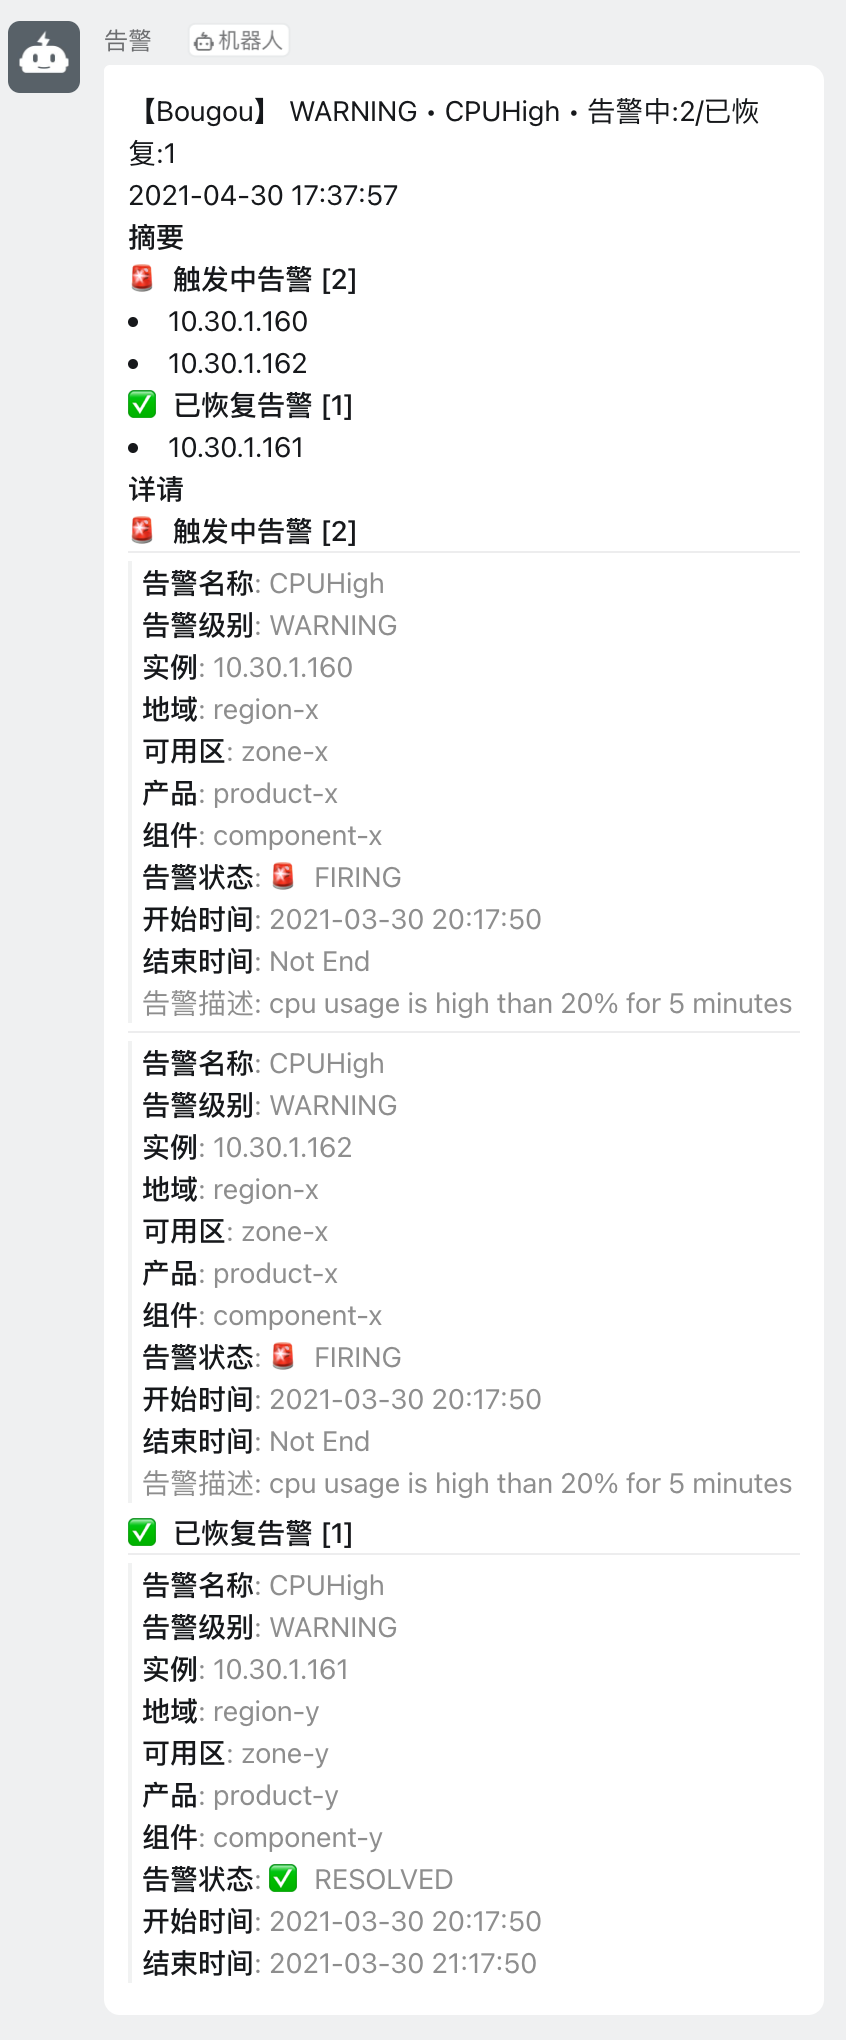 告警 机器人
【Bougou】 WARNING • CPUHigh • 告警中:2/已恢
复:1
2021-04-30 17:37:57
摘要
🚨 触发中告警 [2]
• 10.30.1.160
• 10.30.1.162
✅ 已恢复告警 [1]
• 10.30.1.161
详请
🚨 触发中告警 [2]
告警名称: CPUHigh
告警级别: WARNING
实例: 10.30.1.160
地域: region-x
可用区: zone-x
产品: product-x
组件: component-x
告警状态: 🚨 FIRING
开始时间: 2021-03-30 20:17:50
结束时间: Not End
告警描述: cpu usage is high than 20% for 5 minutes
告警名称: CPUHigh
告警级别: WARNING
实例: 10.30.1.162
地域: region-x
可用区: zone-x
产品: product-x
组件: component-x
告警状态: 🚨 FIRING
开始时间: 2021-03-30 20:17:50
结束时间: Not End
告警描述: cpu usage is high than 20% for 5 minutes
✅ 已恢复告警 [1]
告警名称: CPUHigh
告警级别: WARNING
实例: 10.30.1.161
地域: region-y
可用区: zone-y
产品: product-y
组件: component-y
告警状态: ✅ RESOLVED
开始时间: 2021-03-30 20:17:50
结束时间: 2021-03-30 21:17:50